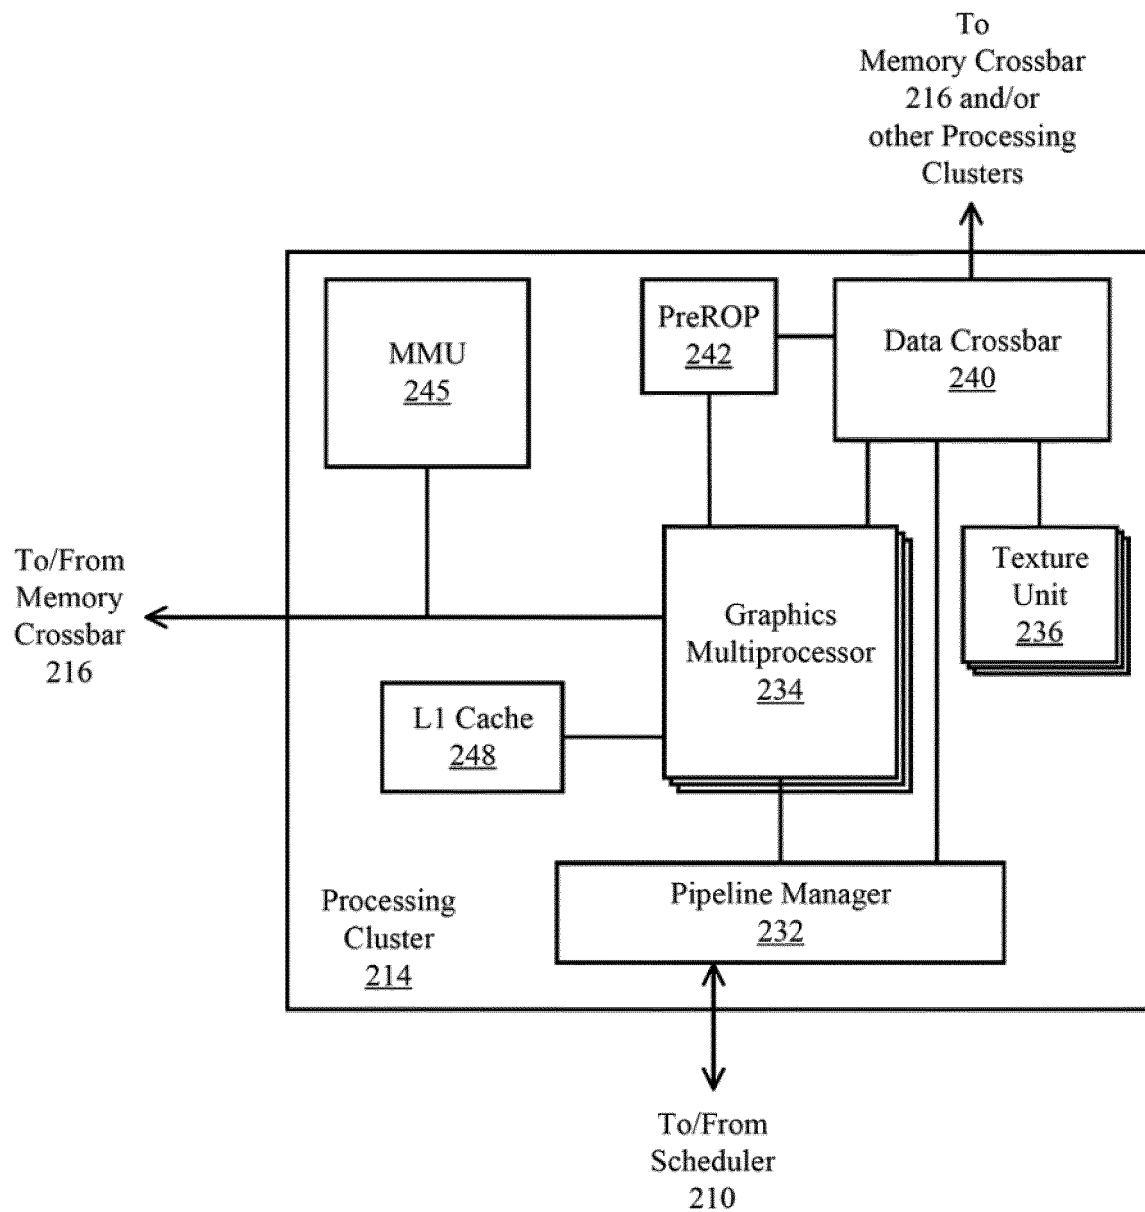 To
Memory Crossbar
216 and/or
other Processing
Clusters
MMU
245
PreROP
242
Data Crossbar
240
To/From
Memory
Crossbar
216
Graphics
Multiprocessor
234
Texture
Unit
236
L1 Cache
248
Pipeline Manager
232
Processing
Cluster
214
To/From
Scheduler
210